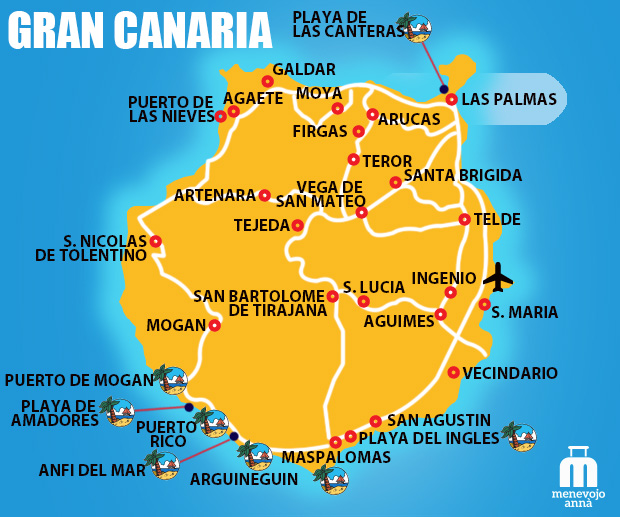 GRAN CANARIA
PLAYA DE
LAS CANTERAS
GALDAR
MOYA
AGAETE
PUERTO DE
LAS NIEVES
LAS PALMAS
ARUCAS
FIRGAS
TEROR
SANTA BRIGIDA
ARTENARA
VEGA DE
SAN MATEO
TEJEDA
TELDE
S. NICOLAS
DE TOLENTINO
INGENIO
S. LUCIA
SAN BARTOLOME
DE TIRAJANA
S. MARIA
AGUIMES
MOGAN
VECINDARIO
PUERTO DE MOGAN
PLAYA DE
AMADORES
PUERTO
RICO
SAN AGUSTIN
PLAYA DEL INGLES
MASPALOMAS
ANFI DEL MAR
ARGUINEGUIN
menevojo
annà